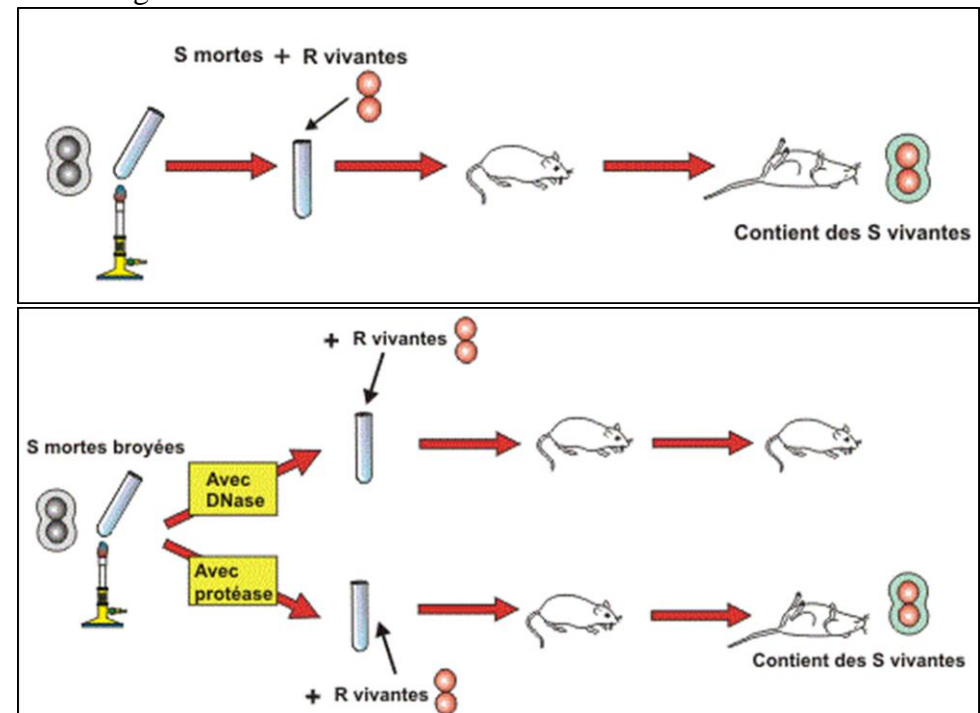 S mortes + R vivantes
Contient des S vivantes
+ R vivantes
S mortes broyées
Avec
DNase
Avec
protéase
Contient des S vivantes
+ R vivantes